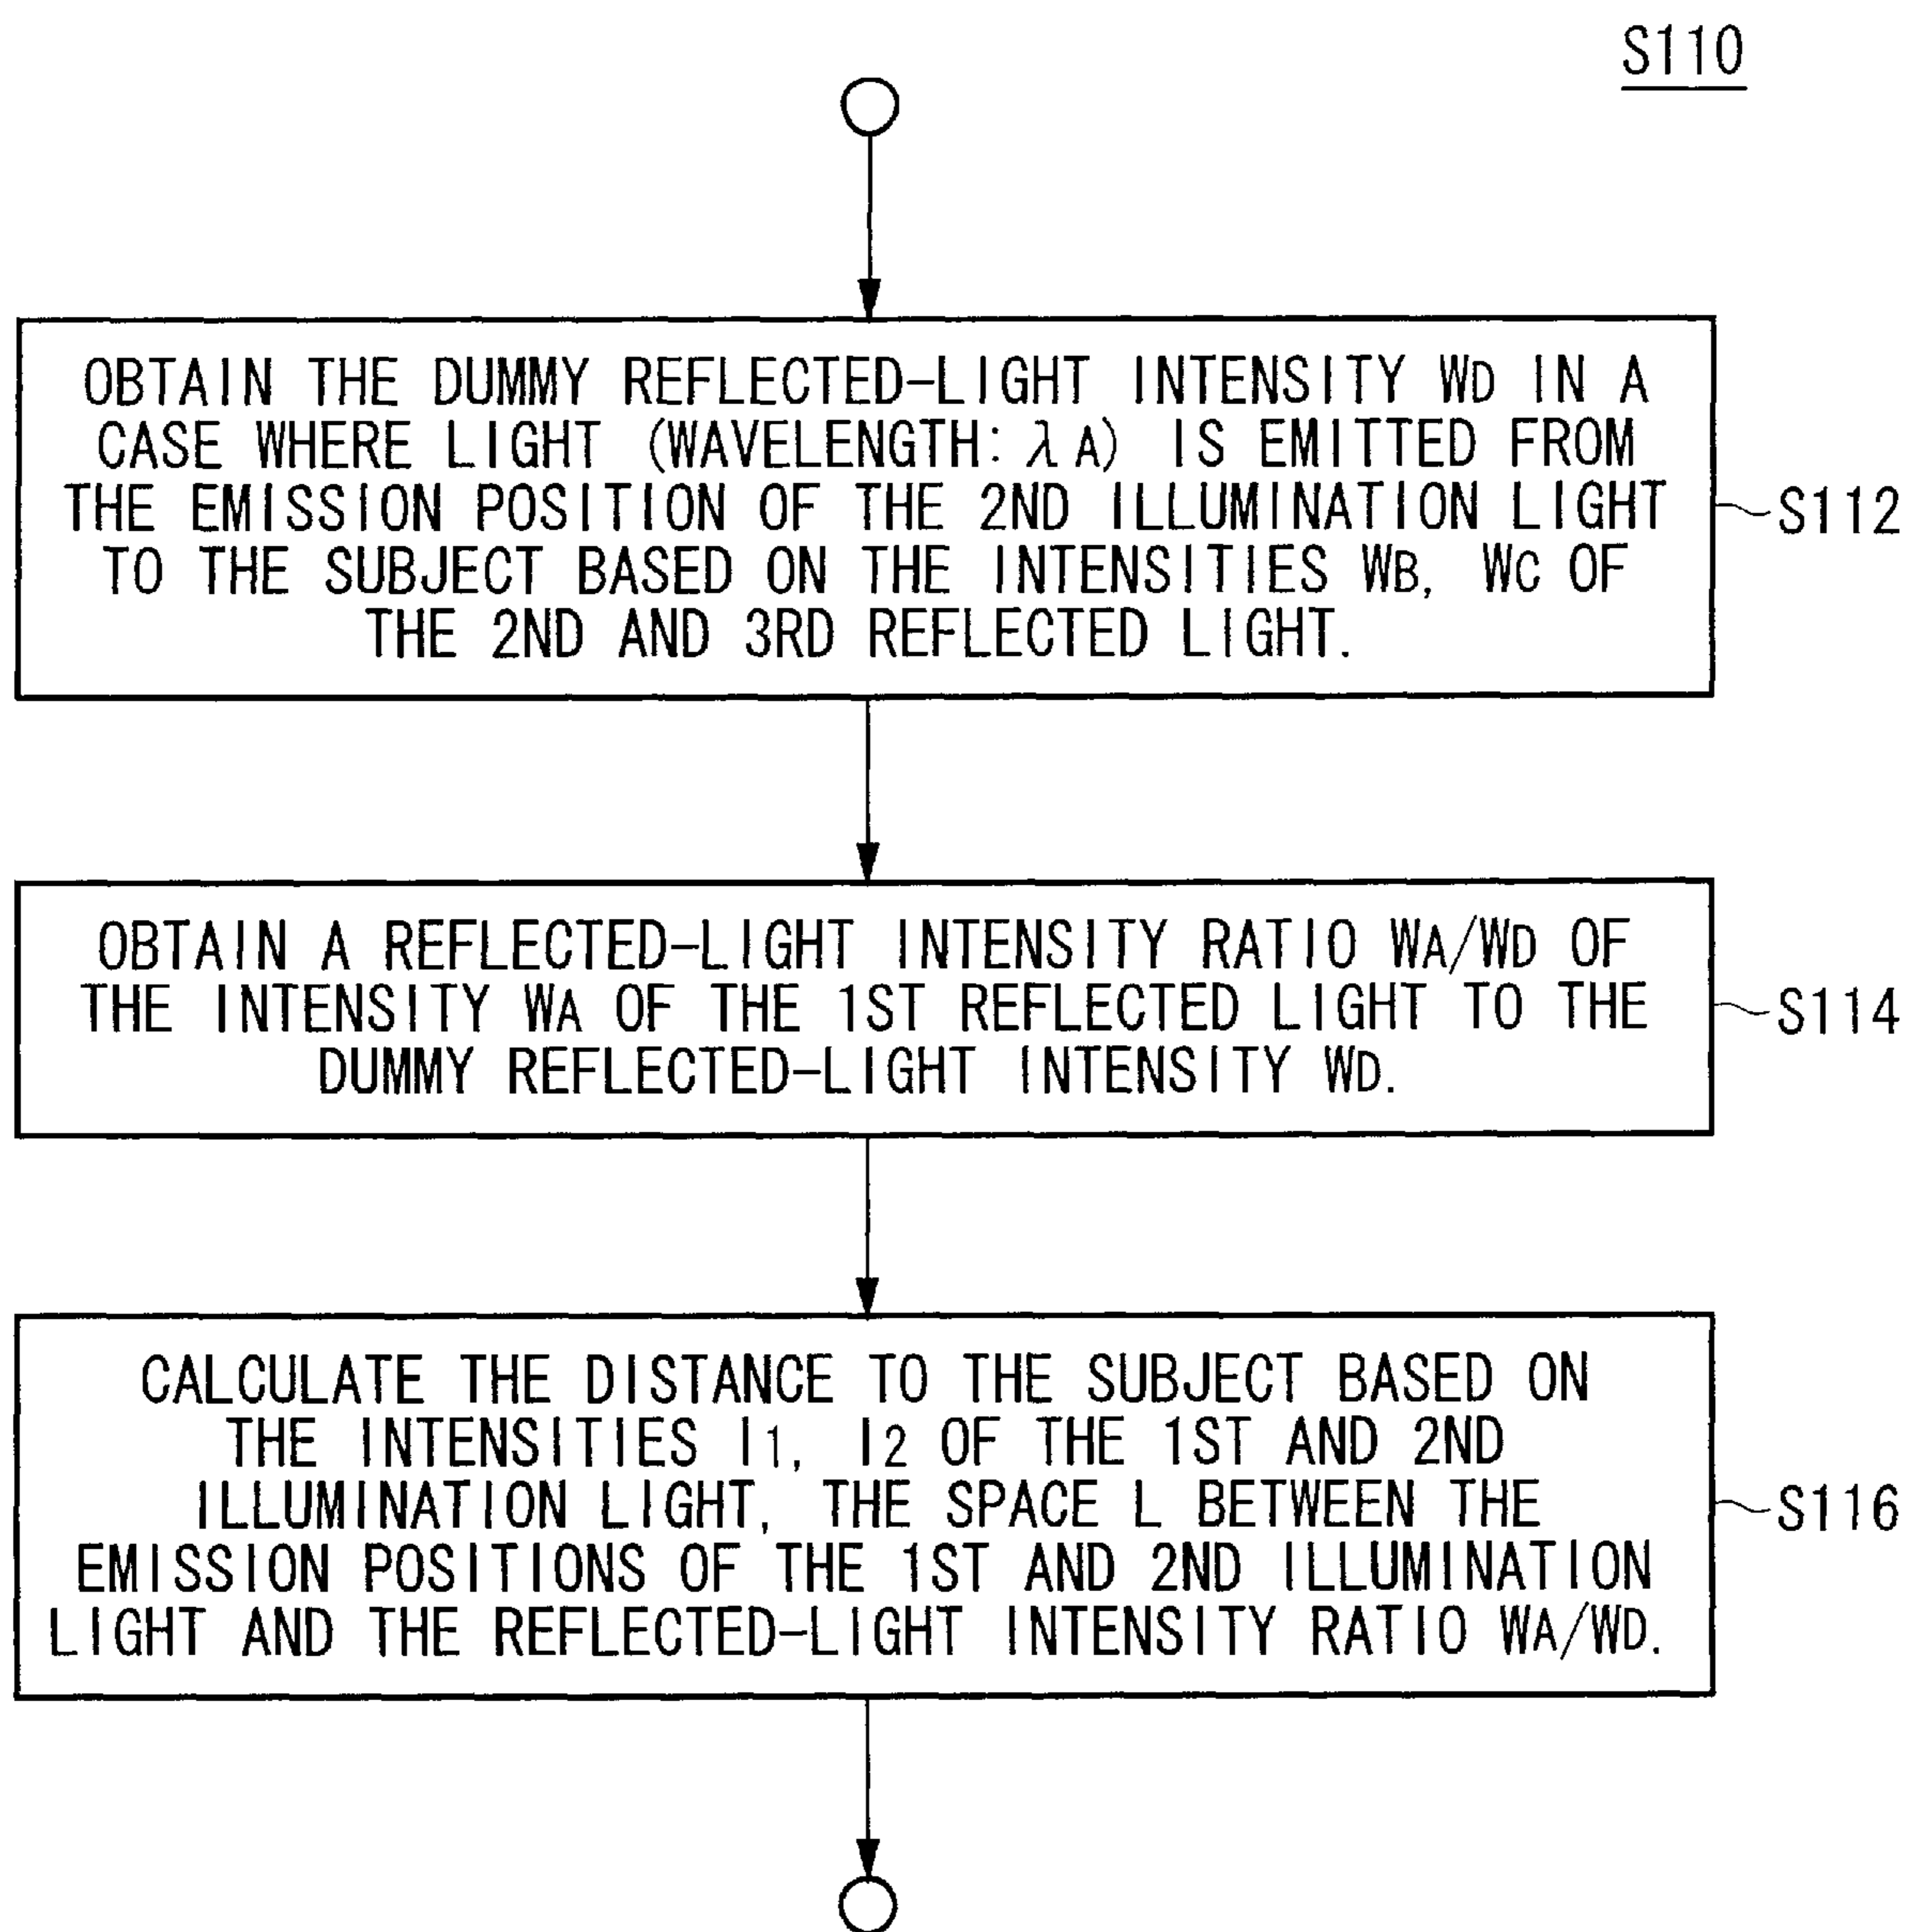 S110
OBTAIN THE DUMMY REFLECTED-LIGHT INTENSITY WD IN A
CASE WHERE LIGHT (WAVELENGTH: λA) IS EMITTED FROM
THE EMISSION POSITION OF THE 2ND ILLUMINATION LIGHT
TO THE SUBJECT BASED ON THE INTENSITIES WB, WC OF
THE 2ND AND 3RD REFLECTED LIGHT.
S112
OBTAIN A REFLECTED-LIGHT INTENSITY RATIO WA/WD OF
THE INTENSITY WA OF THE 1ST REFLECTED LIGHT TO THE
DUMMY REFLECTED-LIGHT INTENSITY WD.
S114
CALCULATE THE DISTANCE TO THE SUBJECT BASED ON
THE INTENSITIES I1, I2 OF THE 1ST AND 2ND
ILLUMINATION LIGHT, THE SPACE L BETWEEN THE
EMISSION POSITIONS OF THE 1ST AND 2ND ILLUMINATION
LIGHT AND THE REFLECTED-LIGHT INTENSITY RATIO WA/WD.
S116